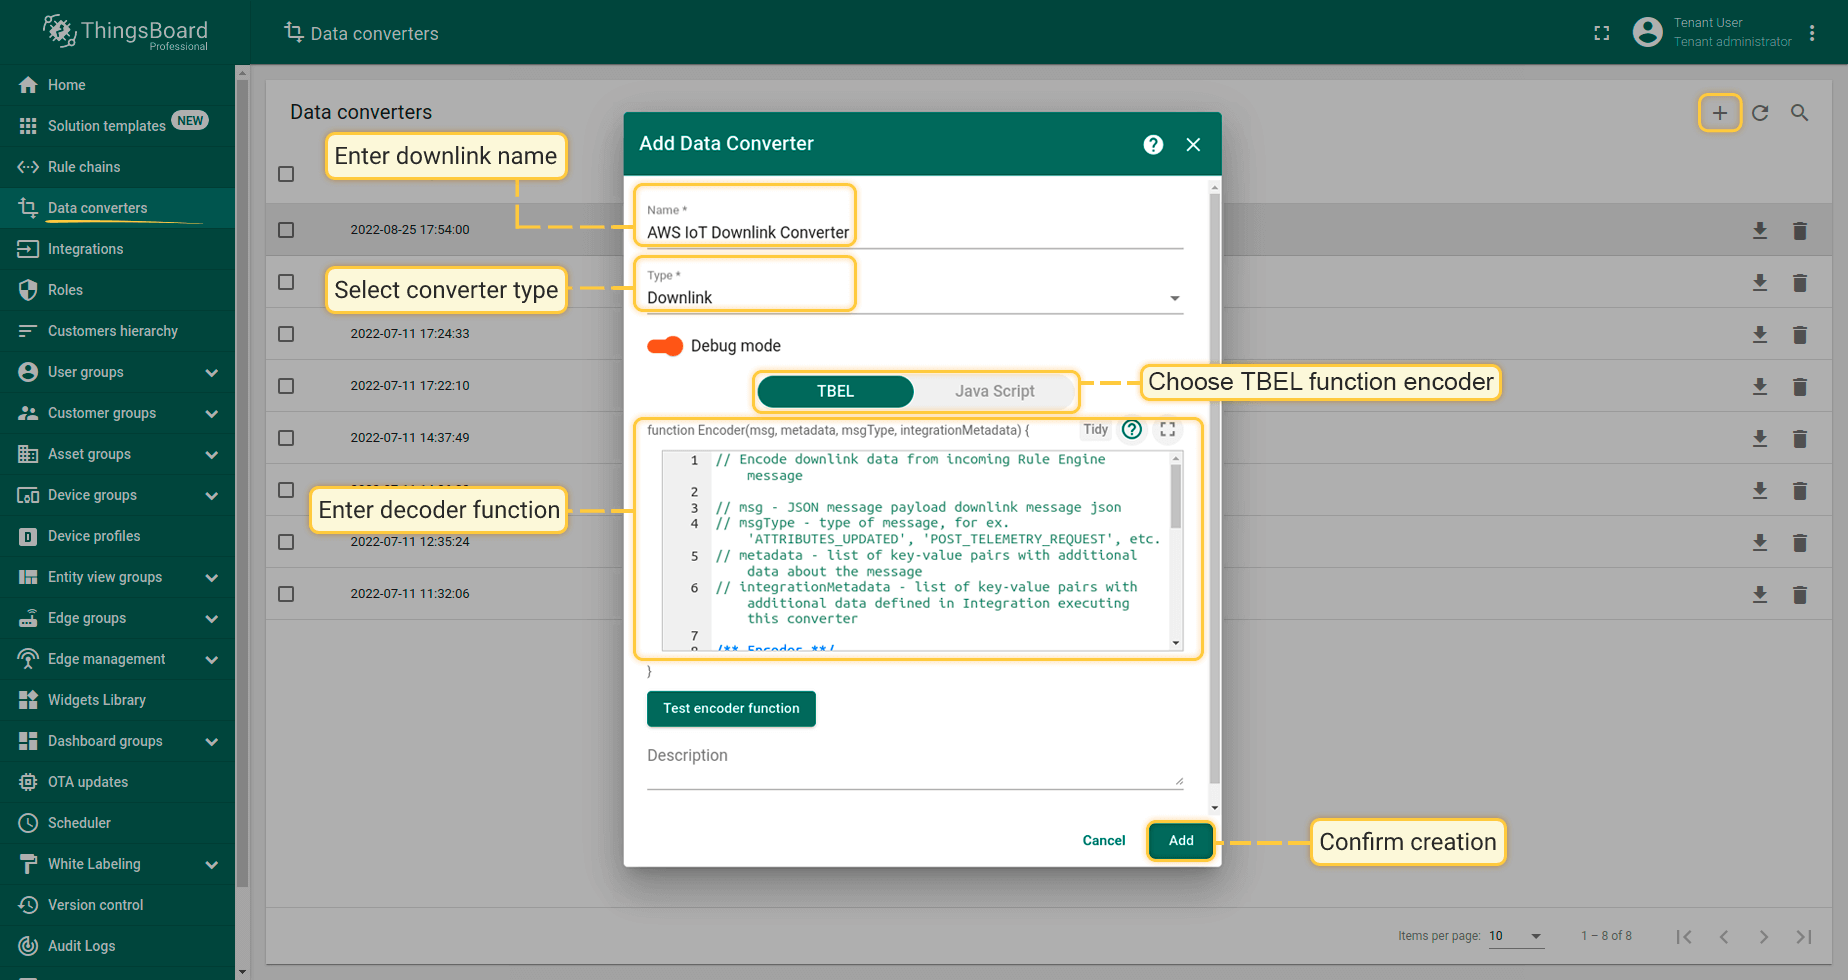 ThingsBoard
Professional
Data converters
Tenant User
Tenant administrator
Home
Solution templates NEW
Rule chains
Data converters
Integrations
Roles
Customers hierarchy
User groups
Customer groups
Asset groups
Device groups
Device profiles
Entity view groups
Edge groups
Edge management
Widgets Library
Dashboard groups
OTA updates
Scheduler
White Labeling
Version control
Audit Logs
Data converters
2022-08-25 17:54:00
2022-07-11 17:24:33
2022-07-11 17:22:10
2022-07-11 14:37:49
2022-07-11 12:35:24
2022-07-11 11:32:06
Enter downlink name
Select converter type
Enter decoder function
Add Data Converter
Name *
AWS IoT Downlink Converter
Type *
Downlink
Debug mode
TBEL Java Script
Choose TBEL function encoder
function Encoder(msg, metadata, msgType, integrationMetadata) { Tidy
1 // Encode downlink data from incoming Rule Engine
message
2
3 // msg - JSON message payload downlink message json
4 // msgType - type of message, for ex.
'ATTRIBUTES_UPDATED', 'POST_TELEMETRY_REQUEST', etc.
5 // metadata - list of key-value pairs with additional
data about the message
6 // integrationMetadata - list of key-value pairs with
additional data defined in Integration executing
this converter
7
8 /** Encoder **/
}
Test encoder function
Description
Cancel Add
Confirm creation
Items per page: 10 1 – 8 of 8